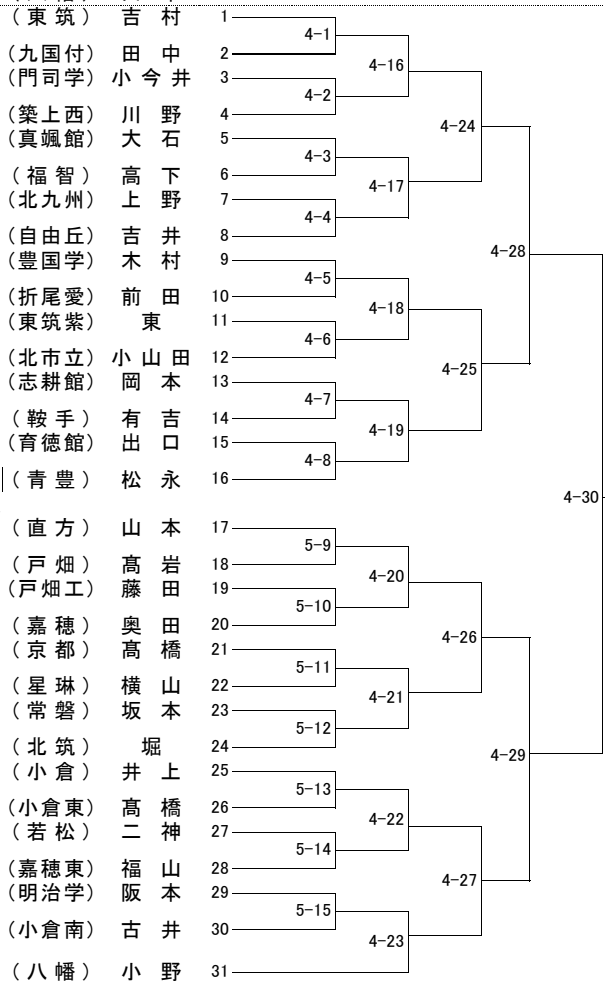 (東筑) 吉村 1
4-1
(九国付) 田中 2
4-16
(門司学) 小今井 3
4-2
(築上西) 川野 4
4-24
(真颯館) 大石 5
4-3
(福智) 高下 6
4-17
(北九州) 上野 7
4-4
(自由丘) 吉井 8
4-28
(豊国学) 木村 9
4-5
(折尾愛) 前田 10
4-18
(東筑紫) 東 11
4-6
(北市立) 小山田 12
4-25
(志耕館) 岡本 13
4-7
(鞍手) 有吉 14
4-19
(育徳館) 出口 15
4-8
(青豊) 松永 16
4-30
(直方) 山本 17
5-9
(戸畑) 髙岩 18
4-20
(戸畑工) 藤田 19
5-10
(嘉穂) 奥田 20
4-26
(京都) 髙橋 21
5-11
(星琳) 横山 22
4-21
(常磐) 坂本 23
5-12
(北筑) 堀 24
4-29
(小倉) 井上 25
5-13
(小倉東) 髙橋 26
4-22
(若松) 二神 27
5-14
(嘉穂東) 福山 28
4-27
(明治学) 阪本 29
5-15
(小倉南) 古井 30
4-23
(八幡) 小野 31